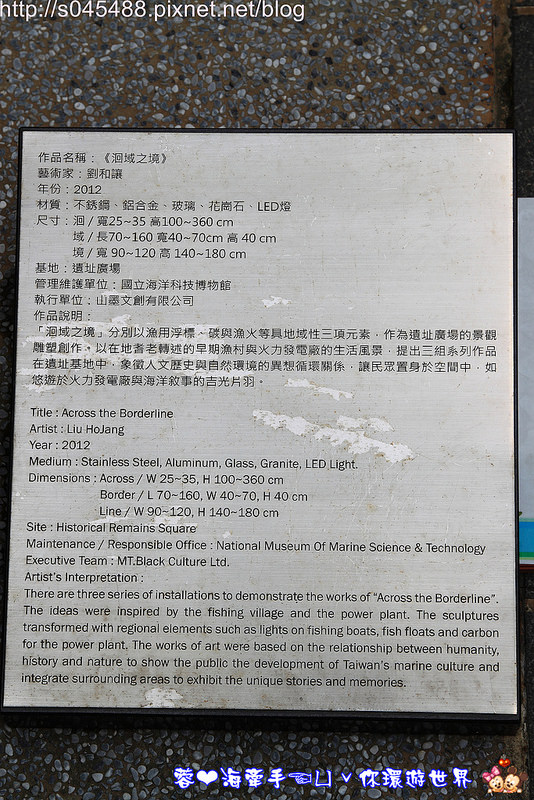 http://s045488.pixnet.net/blog
作品名稱：《洄域之境》
藝術家：劉和讓
年份：2012
材質：不銹鋼、鋁合金、玻璃、花崗石、LED燈
尺寸：洄 / 寬25~35 高100~360 cm
域 / 長70~160 寬40~70cm 高 40 cm
境 / 寬 90~120 高 140~180 cm
基地：遺址廣場
管理維護單位：國立海洋科技博物館
執行單位：山墨文創有限公司
作品說明：
「洄域之境」分別以漁用浮標、碳與漁火等具地域性三項元素，作為遺址廣場的景觀
雕塑創作。以在地耆老轉述的早期漁村與火力發電廠的生活風景，提出三組系列作品
在遺址基地中，象徵人文歷史與自然環境的異想循環關係，讓民眾置身於空間中，如
悠遊於火力發電廠與海洋敘事的吉光片羽。
Title : Across the Borderline
Artist : Liu HoJang
Year : 2012
Medium : Stainless Steel, Aluminum, Glass, Granite, LED Light.
Dimensions : Across / W 25~35, H 100~360 cm
Border / L 70~160, W 40~70, H 40 cm
Line / W 90~120, H 140~180 cm
Site : Historical Remains Square
Maintenance / Responsible Office : National Museum Of Marine Science & Technology
Executive Team : MT.Black Culture Ltd.
Artist's Interpretation :
There are three series of installations to demonstrate the works of "Across the Borderline".
The ideas were inspired by the fishing village and the power plant. The sculptures
transformed with regional elements such as lights on fishing boats, fish floats and carbon
for the power plant. The works of art were based on the relationship between humanity,
history and nature to show the public the development of Taiwan's marine culture and
integrate surrounding areas to exhibit the unique stories and memories.
蓉❤海牽手☜凵ˇ你環遊世界